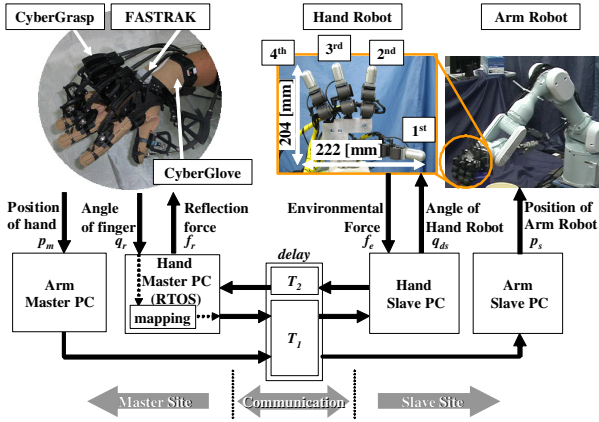 CyberGrasp
FASTRAK
Hand Robot
Arm Robot
4th
3rd
2nd
1st
204 [mm]
222 [mm]
CyberGlove
Position
of hand
pm
Angle
of finger
qr
Reflection
force
fr
Environmental
Force
fe
Angle of
Hand Robot
qds
Position of
Arm Robot
ps
delay
Arm
Master PC
Hand
Master PC
(RTOS)
mapping
T2
T1
Hand
Slave PC
Arm
Slave PC
Master Site
Communication
Slave Site